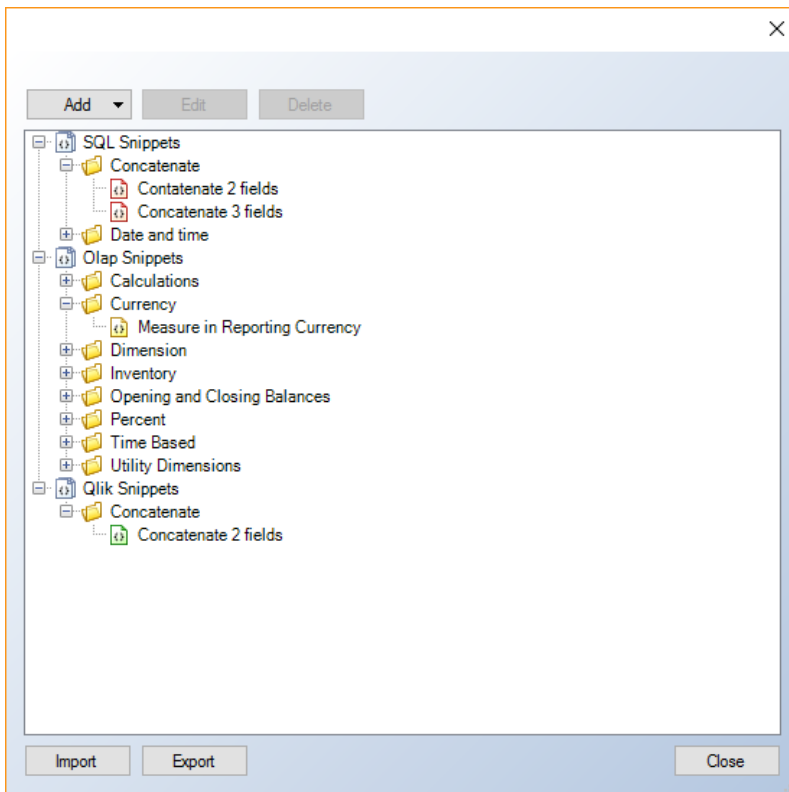 Add Edit Delete
SQL Snippets
Concatenate
Contatenate 2 fields
Concatenate 3 fields
Date and time
Olap Snippets
Calculations
Currency
Measure in Reporting Currency
Dimension
Inventory
Opening and Closing Balances
Percent
Time Based
Utility Dimensions
Qlik Snippets
Concatenate
Concatenate 2 fields
Import Export Close